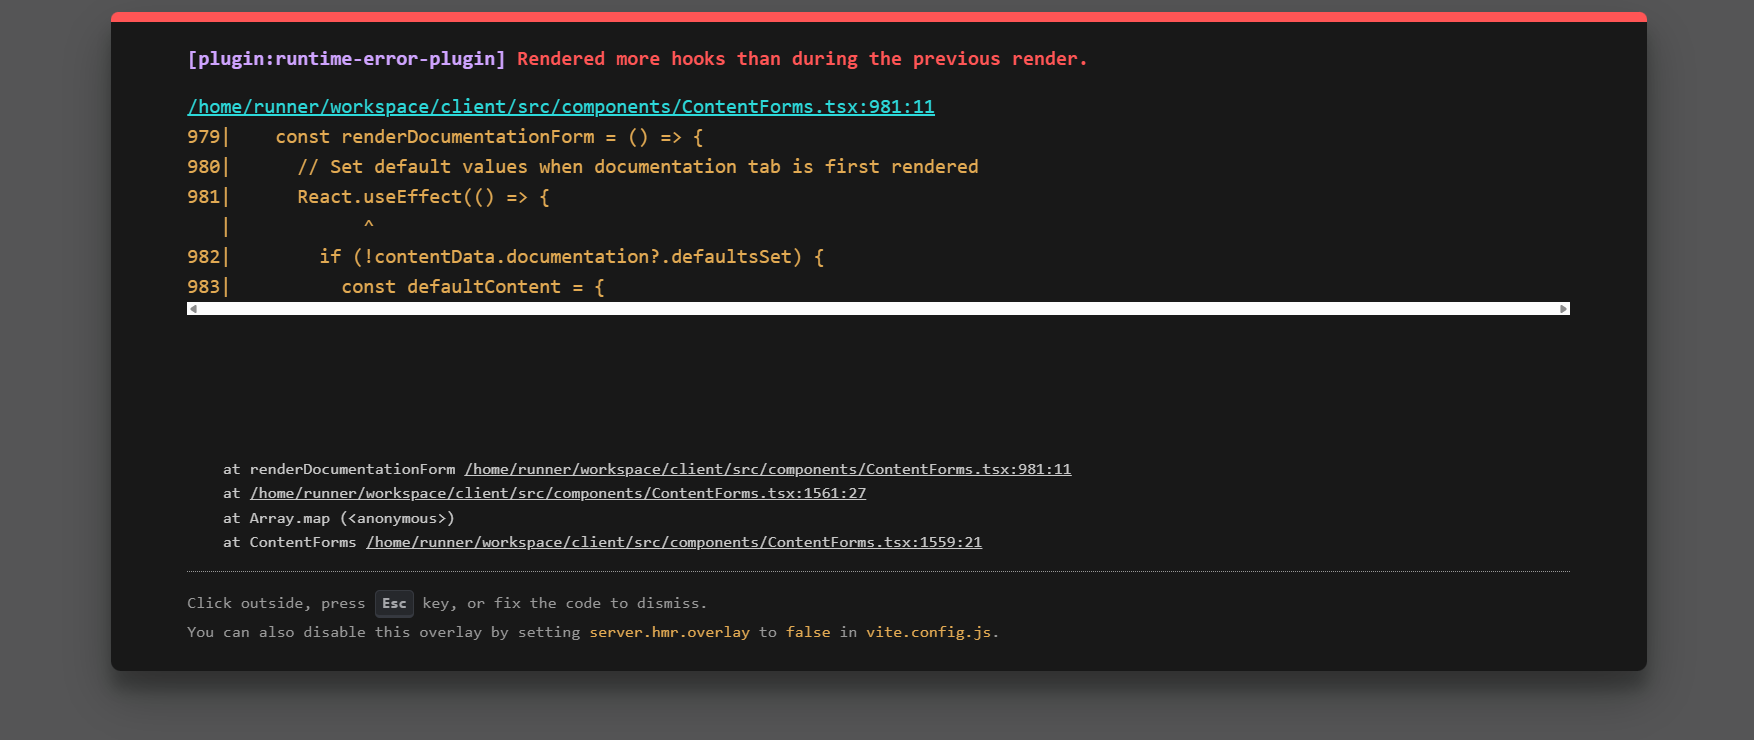 [plugin:runtime-error-plugin] Rendered more hooks than during the previous render.
/home/runner/workspace/client/src/components/ContentForms.tsx:981:11
979|    const renderDocumentationForm = () => {
980|      // Set default values when documentation tab is first rendered
981|      React.useEffect(() => {
   |            ^
982|        if (!contentData.documentation?.defaultsSet) {
983|          const defaultContent = {
at renderDocumentationForm /home/runner/workspace/client/src/components/ContentForms.tsx:981:11
at /home/runner/workspace/client/src/components/ContentForms.tsx:1561:27
at Array.map (<anonymous>)
at ContentForms /home/runner/workspace/client/src/components/ContentForms.tsx:1559:21
Click outside, press Esc key, or fix the code to dismiss.
You can also disable this overlay by setting server.hmr.overlay to false in vite.config.js.